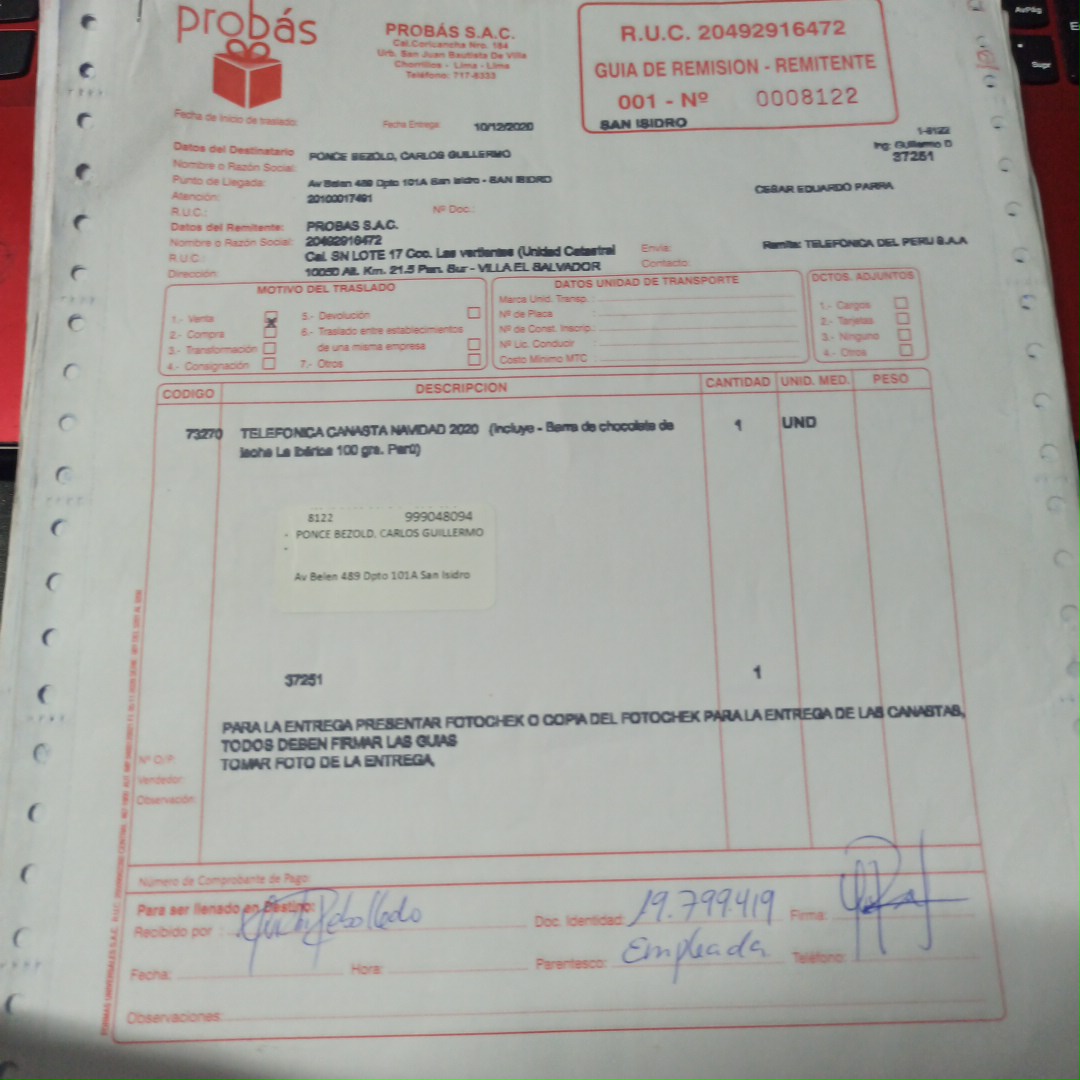 probás
PROBÁS S.A.C.
Cal.Coricancha Nro. 184
Urb. San Juan Bautista De Villa
Chorrillos - Lima - Lima
Teléfono: 717-8333
R.U.C. 20492916472
GUIA DE REMISION - REMITENTE
001 - Nº 0008122
SAN ISIDRO
Fecha de Inicio de traslado:
Fecha Entrega: 10/12/2020
1-8122
Ing: Guillermo D
37251
Datos del Destinatario
Nombre o Razón Social: PONCE BEZOLD, CARLOS GUILLERMO
Punto de Llegada: Av Belen 489 Dpto 101A San Isidro - SAN ISIDRO
CESAR EDUARDO PARRA
Atención: 20100017491
R.U.C.: Nº Doc.:
Datos del Remitente: PROBAS S.A.C.
Nombre o Razón Social: 20492916472
R.U.C.: Cal. SN LOTE 17 Coo. Las vertientes (Unidad Catastral
Envia: Remite: TELEFONICA DEL PERU S.A.A
Dirección: 10050 Alt. Km. 21.5 Pan. Sur - VILLA EL SALVADOR
Contacto:
MOTIVO DEL TRASLADO
1.- Venta X
2.- Compra
3.- Transformación
4.- Consignación
5.- Devolución
6.- Traslado entre establecimientos
de una misma empresa
7.- Otros
DATOS UNIDAD DE TRANSPORTE
Marca Unid. Transp. :
Nº de Placa :
Nº de Const. Inscrip.:
Nº Lic. Conducir :
Costo Mínimo MTC :
DCTOS. ADJUNTOS
1.- Cargos
2.- Tarjetas
3.- Ninguno
4.- Otros
CODIGO DESCRIPCION CANTIDAD UNID. MED. PESO
73270 TELEFONICA CANASTA NAVIDAD 2020 (Incluye - Barra de chocolate de 1 UND
leche La Ibérica 100 grs. Perú)
8122 999048094
- PONCE BEZOLD, CARLOS GUILLERMO
-
Av Belen 489 Dpto 101A San Isidro
37251 1
PARA LA ENTREGA PRESENTAR FOTOCHEK O COPIA DEL FOTOCHEK PARA LA ENTREGA DE LAS CANASTAS,
TODOS DEBEN FIRMAR LAS GUIAS
TOMAR FOTO DE LA ENTREGA,
Nº O/P:
Vendedor:
Observación:
Número de Comprobante de Pago:
Para ser llenado en Destino:
Recibido por : Rebolledo Doc. Identidad: 19.799419 Firma:
Fecha: Hora: Parentesco: Empleada Teléfono:
Observaciones:
AvPág
Supr